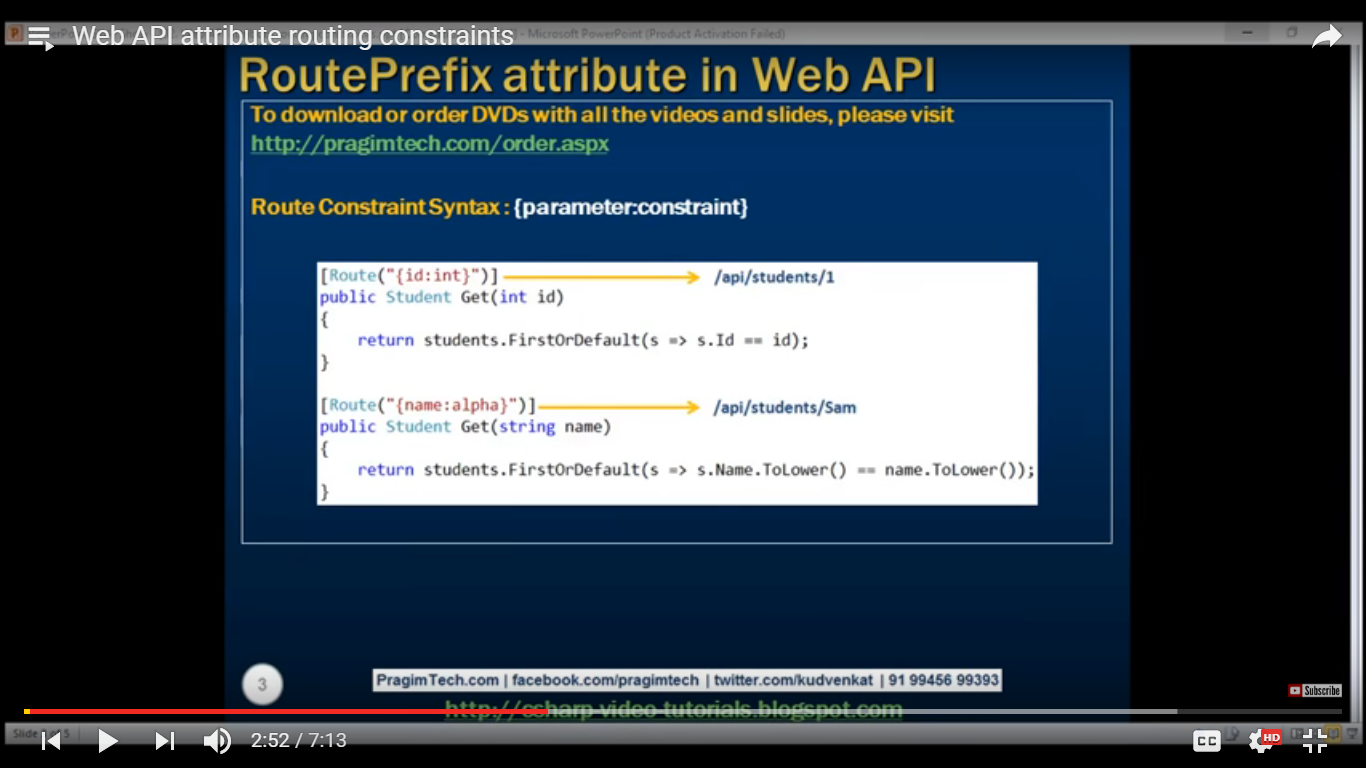 Web API attribute routing constraints
- Microsoft PowerPoint (Product Activation Failed)
RoutePrefix attribute in Web API
To download or order DVDs with all the videos and slides, please visit
http://pragimtech.com/order.aspx
Route Constraint Syntax : {parameter:constraint}
[Route("{id:int}")] /api/students/1
public Student Get(int id)
{
return students.FirstOrDefault(s => s.Id == id);
}
[Route("{name:alpha}")] /api/students/Sam
public Student Get(string name)
{
return students.FirstOrDefault(s => s.Name.ToLower() == name.ToLower());
}
3
PragimTech.com | facebook.com/pragimtech | twitter.com/kudvenkat | 91 99456 99393
Subscribe
http://csharp-video-tutorials.blogspot.com
2:52 / 7:13
CC
HD